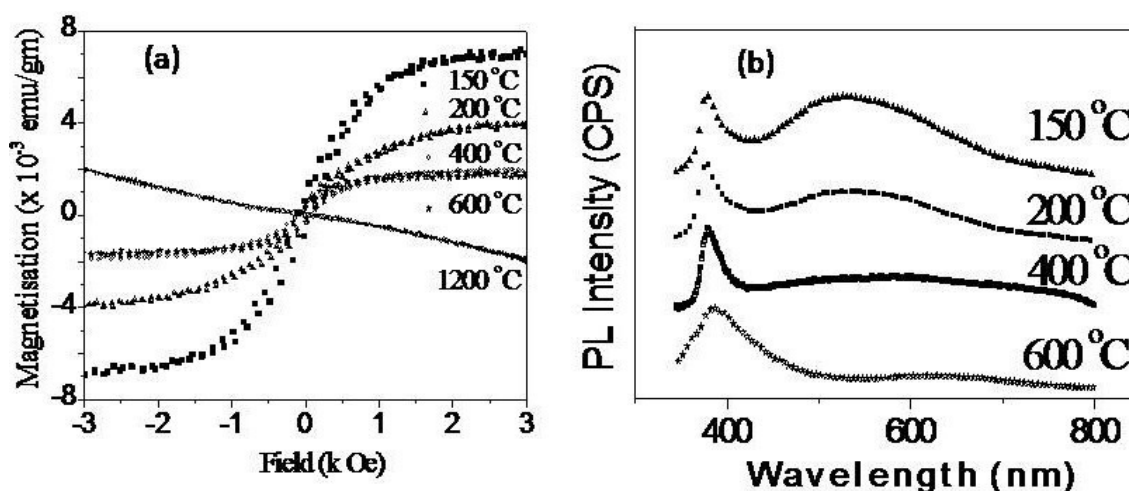 (a)
8
4
0
-4
-8
Magnetisation (x 10⁻³ emu/gm)
150 °C
200 °C
400 °C
600 °C
1200 °C
-3 -2 -1 0 1 2 3
Field (k Oe)
(b)
PL Intensity (CPS)
150 °C
200 °C
400 °C
600 °C
400 600 800
Wavelength (nm)